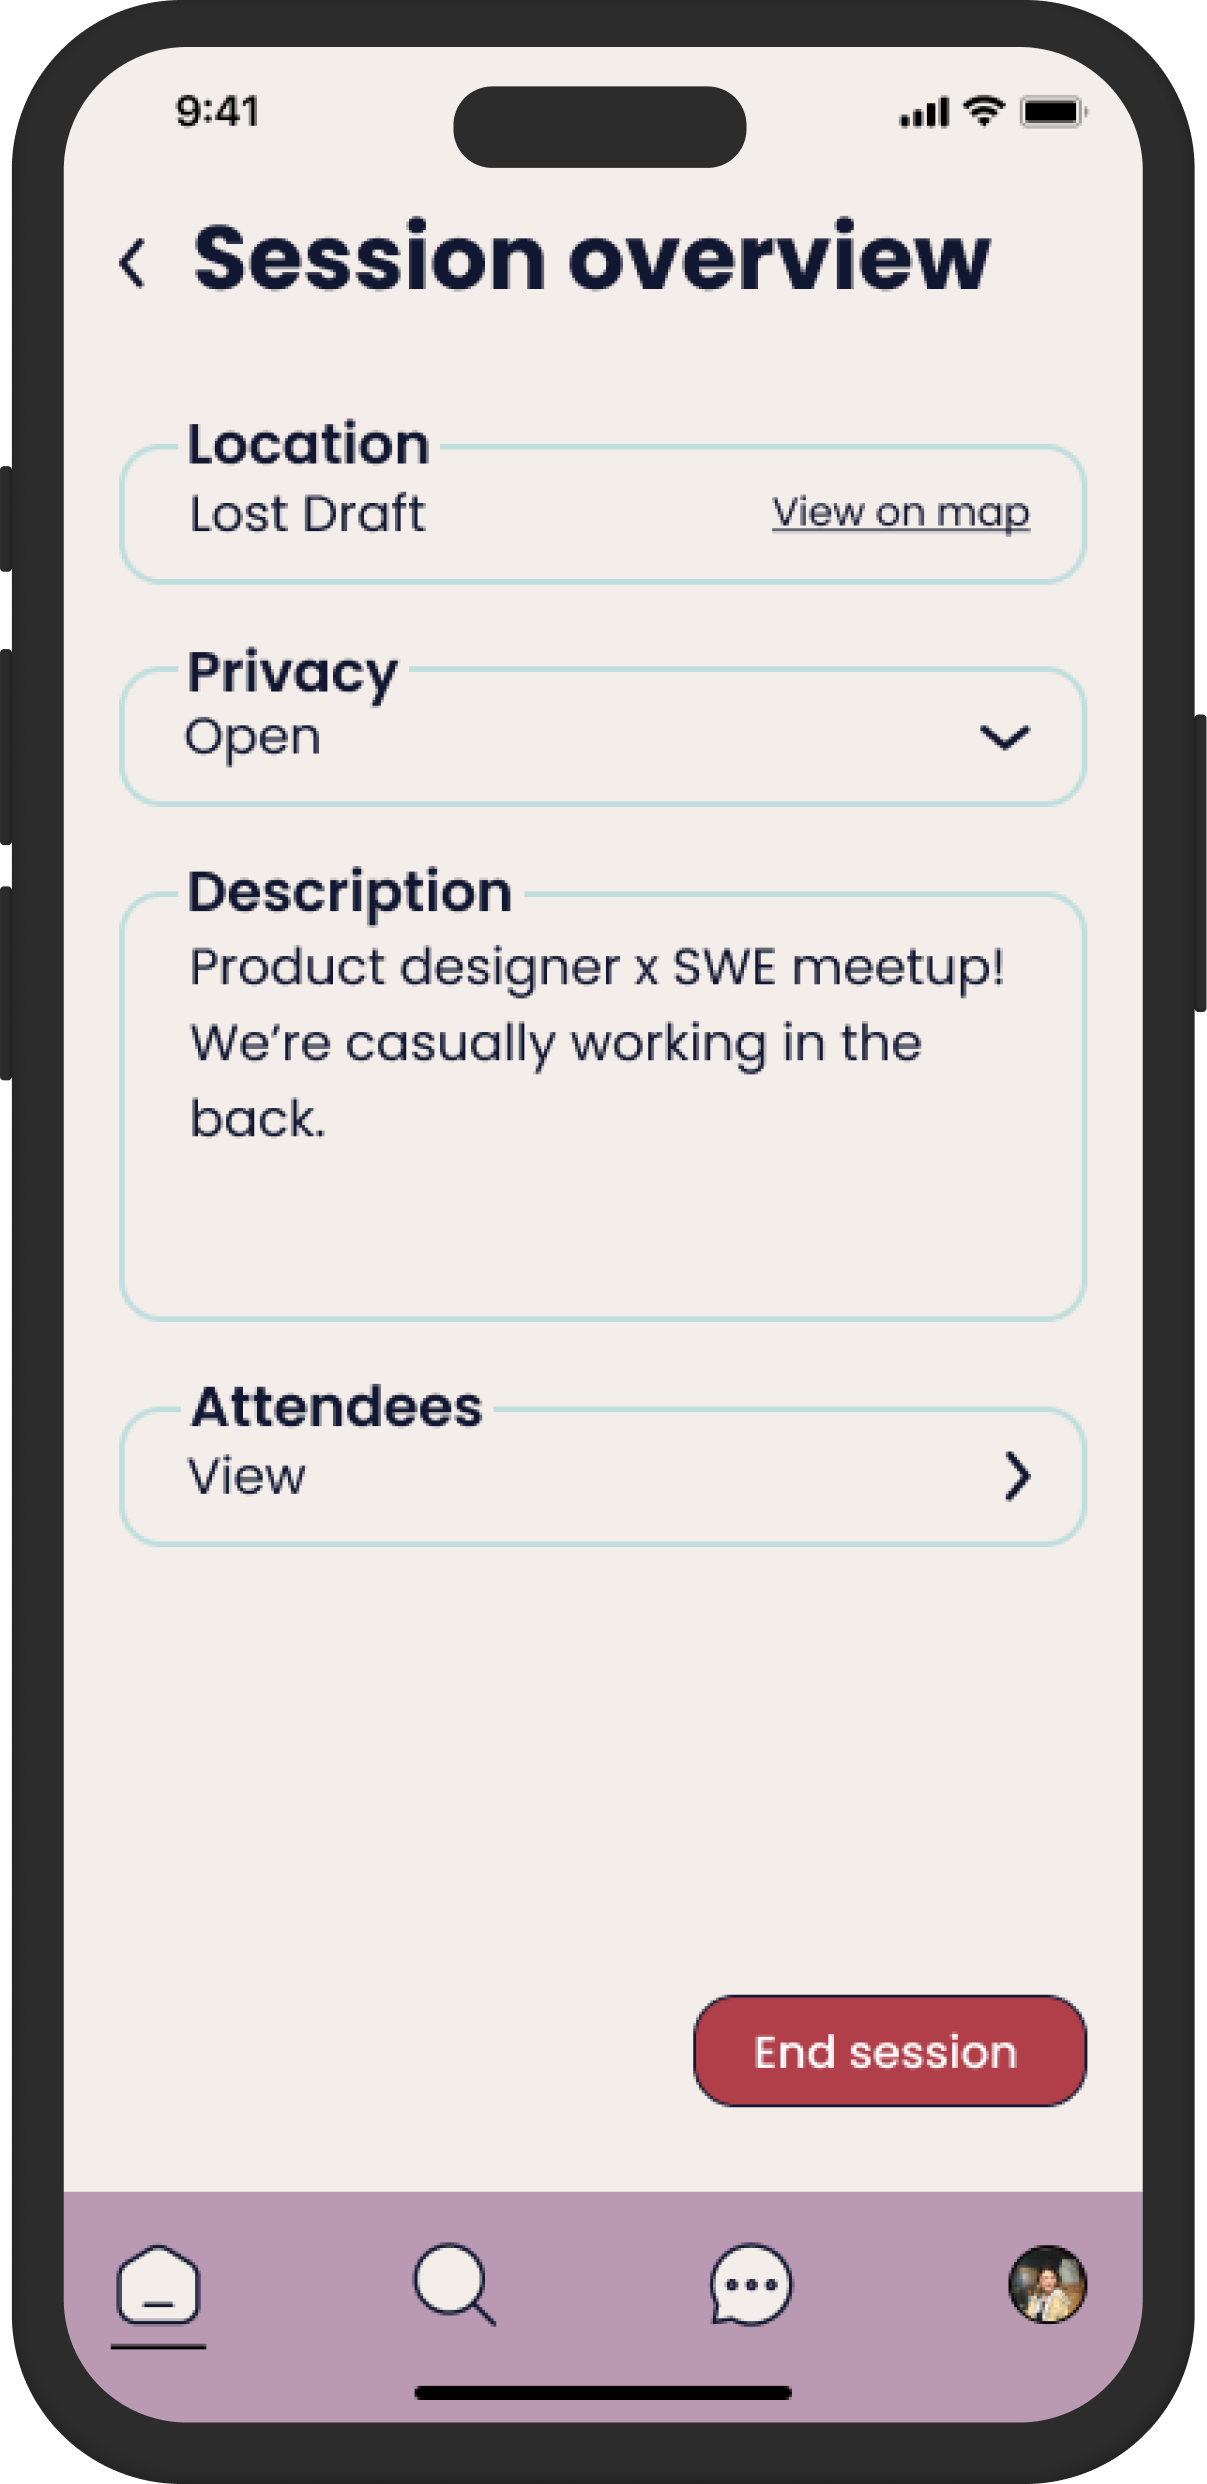 9:41
Session overview
Location
Lost Draft
View on map
Privacy
Open
Description
Product designer x SWE meetup!
We’re casually working in the
back.
Attendees
View
End session